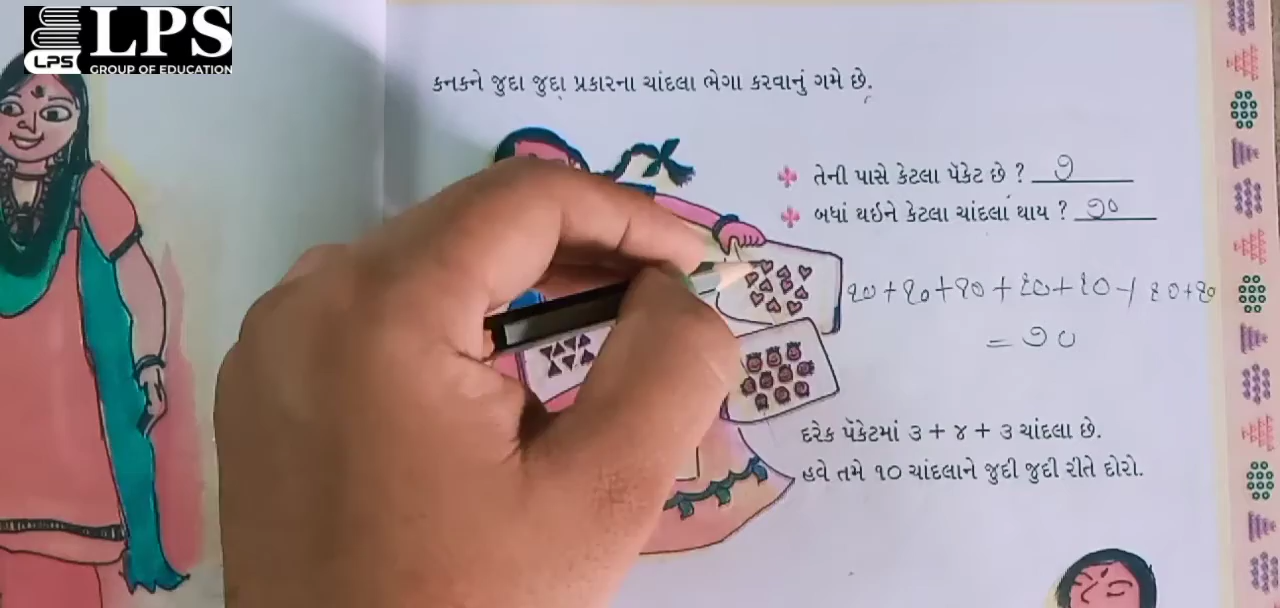 LPS
LPS
GROUP OF EDUCATION
કનકને જુદા જુદા પ્રકારના ચાંદલા ભેગા કરવાનું ગમે છે.
તેની પાસે કેટલા પૅકેટ છે ? ૭
બધાં થઇને કેટલા ચાંદલા થાય ? ૭૦
૧૦ + ૧૦ + ૧૦ + ૧૦ + ૧૦ + ૧૦ + ૧૦
= ૭૦
દરેક પૅકેટમાં ૩ + ૪ + ૩ ચાંદલા છે.
હવે તમે ૧૦ ચાંદલાને જુદી જુદી રીતે દોરો.